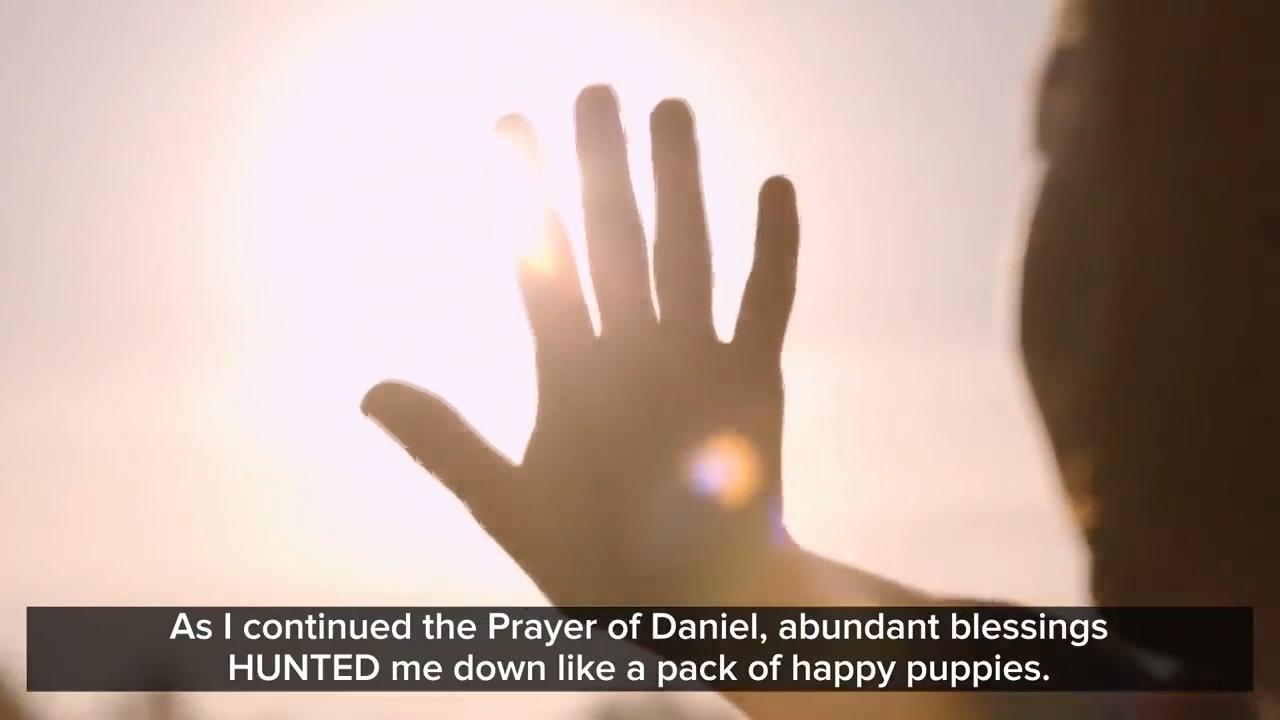 As I continued the Prayer of Daniel, abundant blessings
HUNTED me down like a pack of happy puppies.